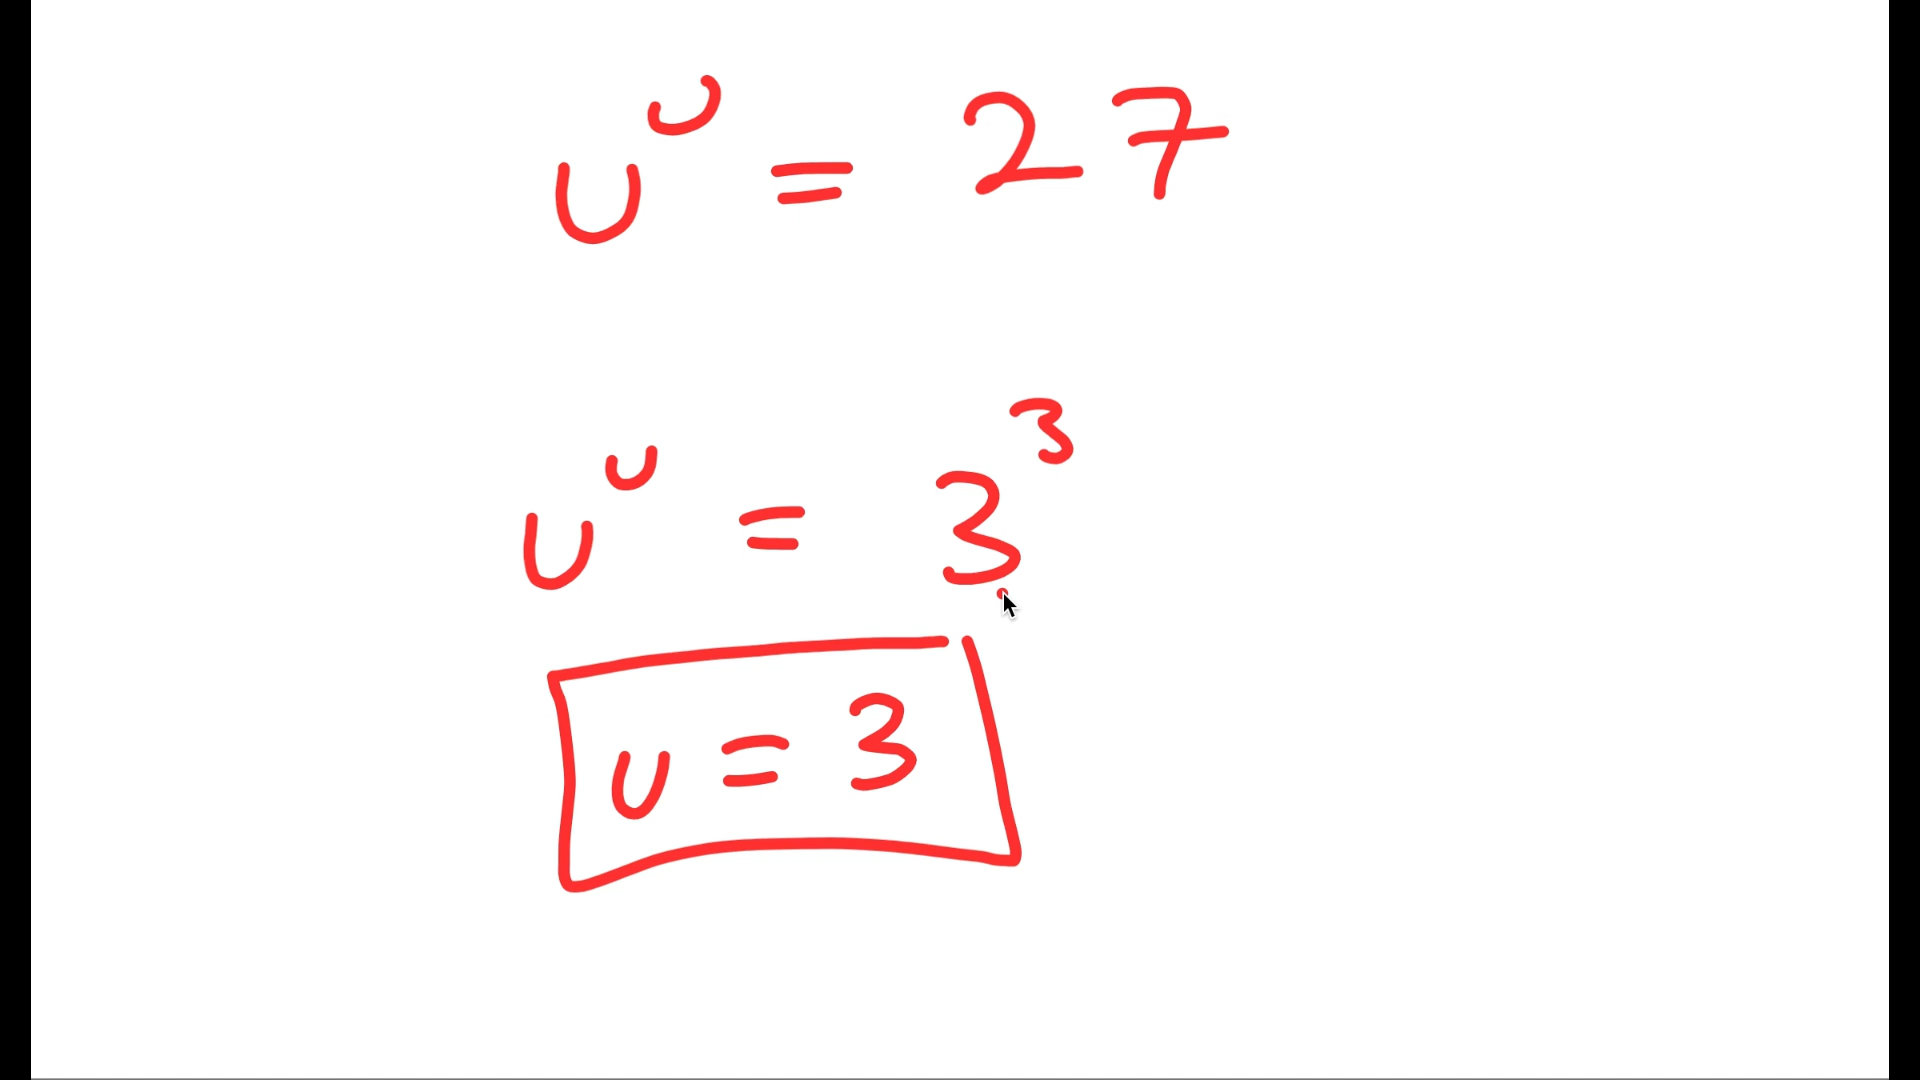 u^u = 27
u^u = 3^3
u = 3